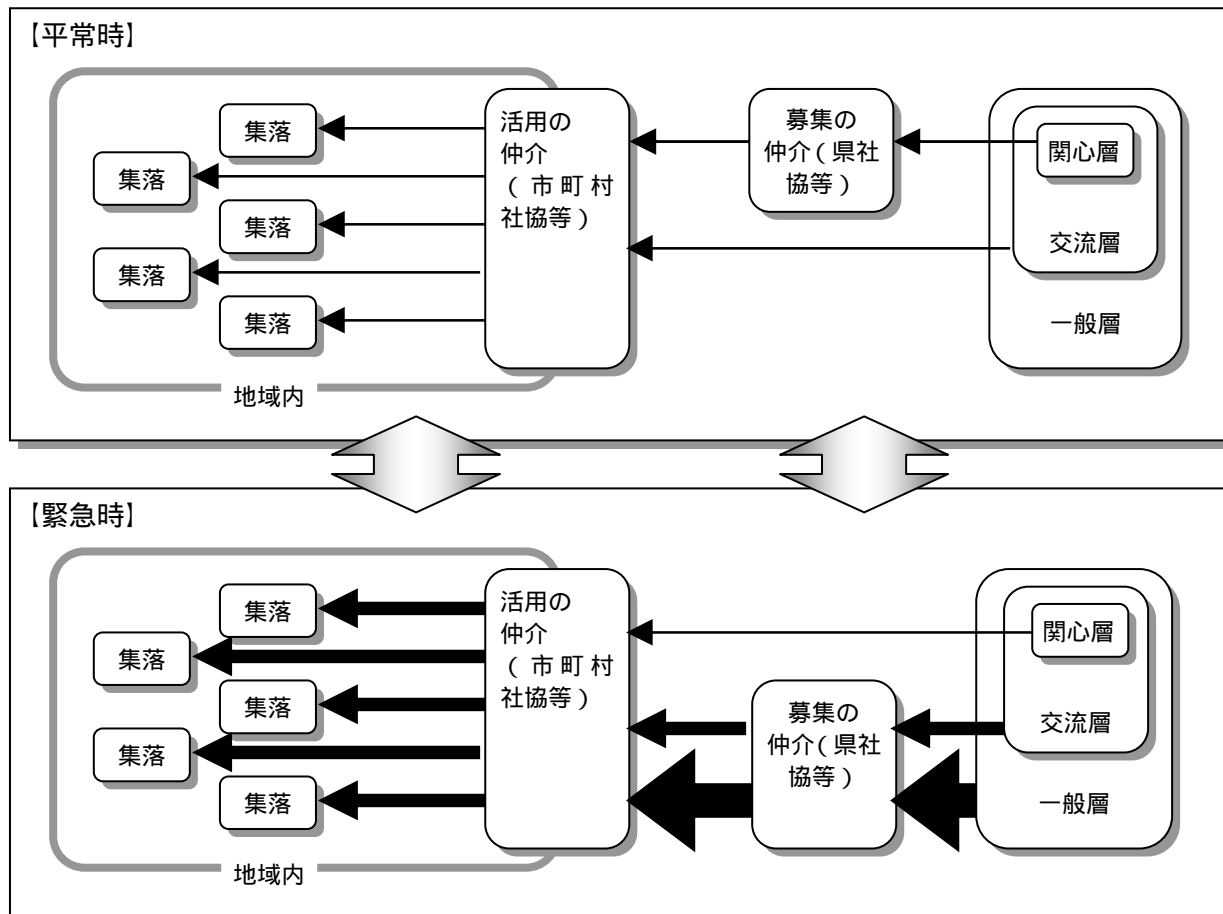 【平常時】
集落
集落
集落
集落
集落
地域内
活用の
仲介
（市町村
社協等）
募集の
仲介（県社
協等）
関心層
交流層
一般層
【緊急時】
集落
集落
集落
集落
集落
地域内
活用の
仲介
（市町村
社協等）
募集の
仲介（県社
協等）
関心層
交流層
一般層